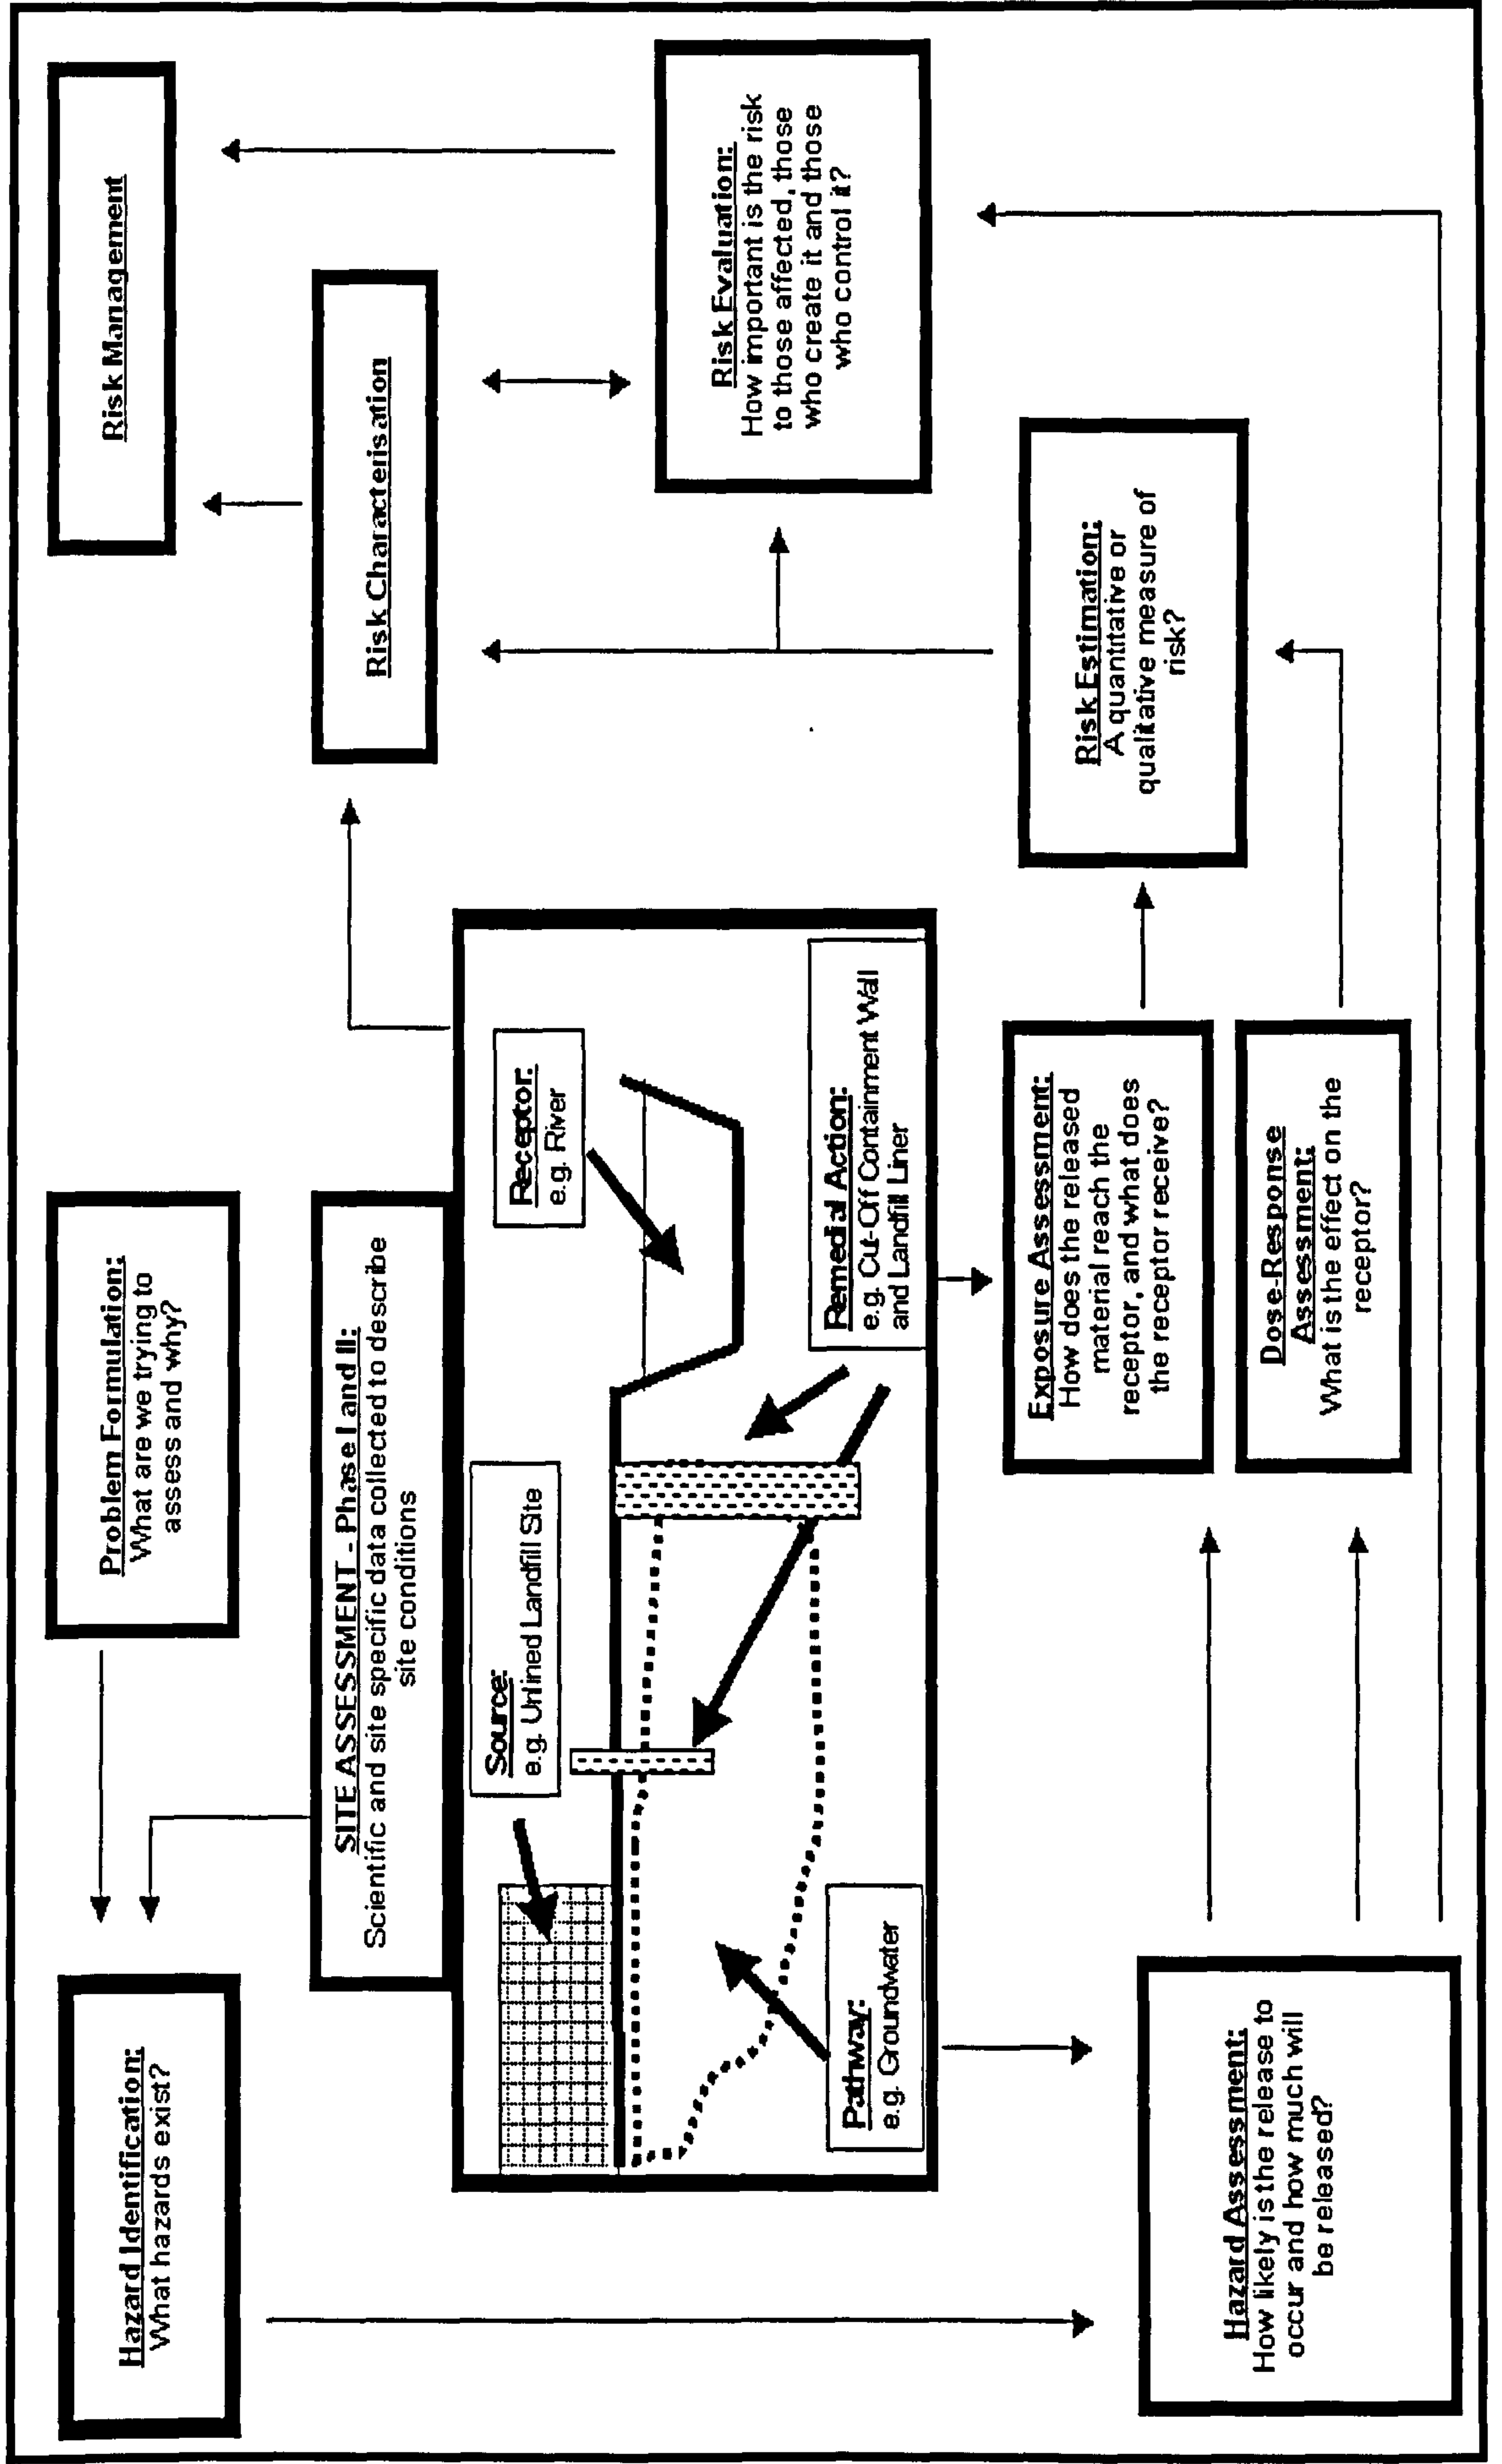 Hazard Identification:
What hazards exist?
Problem Formulation:
What are we trying to
assess and why?
Risk Management
SITE ASSESSMENT - Phase I and II:
Scientific and site specific data collected to describe
site conditions
Risk Characterisation
Source:
e.g. Unlined Landfill Site
Receptor:
e.g. River
Pathway:
e.g. Groundwater
Remedial Action:
e.g. Cut-Off Containment Wall
and Landfill Liner
Risk Evaluation:
How important is the risk
to those affected, those
who create it and those
who control it?
Hazard Assessment:
How likely is the release to
occur and how much will
be released?
Exposure Assessment:
How does the released
material reach the
receptor, and what does
the receptor receive?
Dose-Response
Assessment:
What is the effect on the
receptor?
Risk Estimation:
A quantitative or
qualitative measure of
risk?